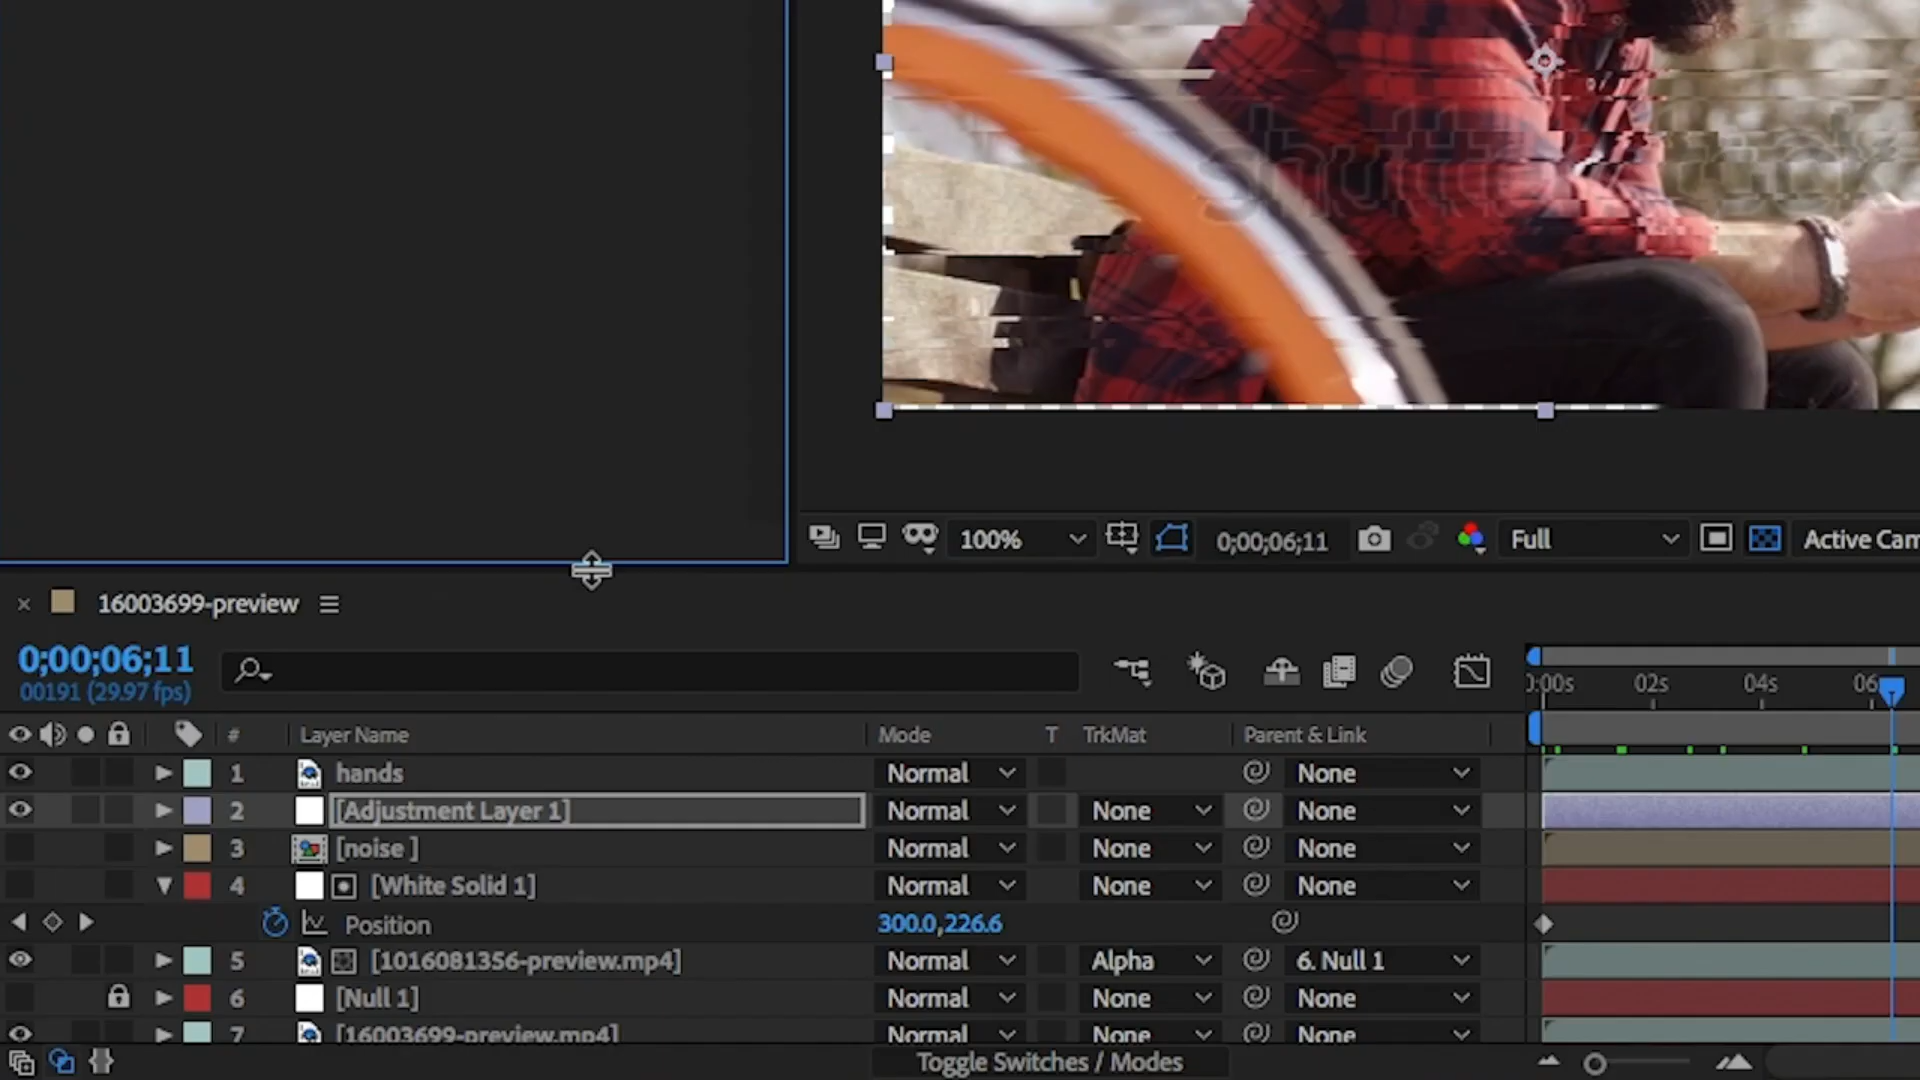 shutterstock
100%
0;00;06;11
Full
Active Cam
16003699-preview
0;00;06;11
00191 (29.97 fps)
0:00s 02s 04s 06
# Layer Name Mode T TrkMat Parent & Link
1 hands Normal None
2 [Adjustment Layer 1] Normal None None
3 [noise ] Normal None None
4 [White Solid 1] Normal None None
Position 300.0,226.6
5 [1016081356-preview.mp4] Normal Alpha 6. Null 1
6 [Null 1] Normal None None
7 [16003699-preview.mp4] Normal None None
Toggle Switches / Modes